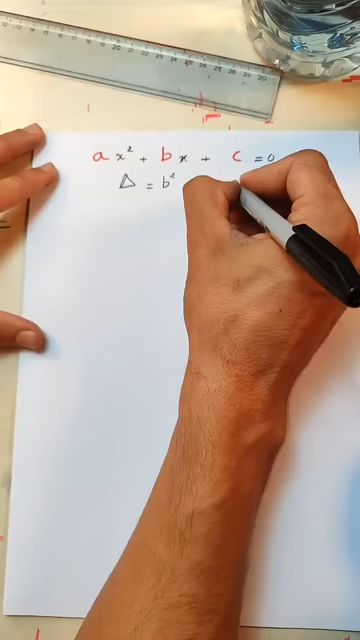 ax² + bx + c = 0
Δ = b²